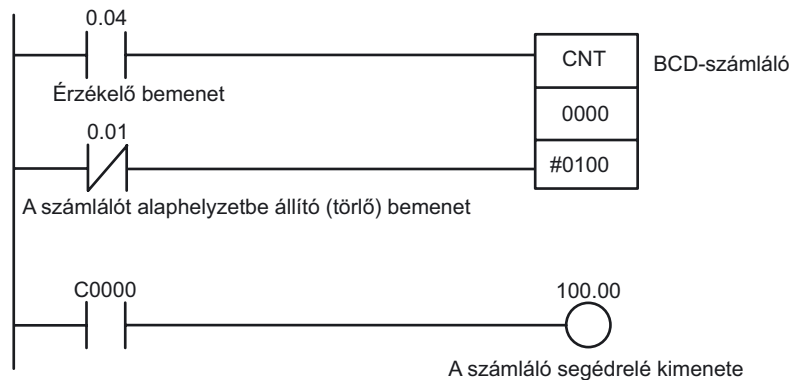 0.04
CNT
BCD-számláló
Érzékelő bemenet
0000
0.01
#0100
A számlálót alaphelyzetbe állító (törlő) bemenet
C0000
100.00
A számláló segédrelé kimenete